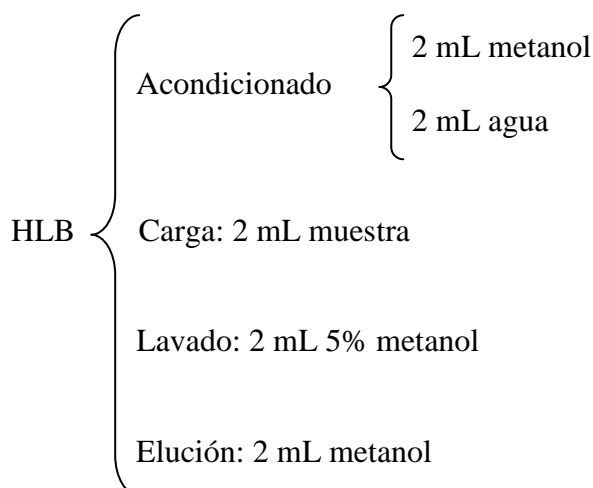 2 mL metanol
Acondicionado
2 mL agua
HLB
Carga: 2 mL muestra
Lavado: 2 mL 5% metanol
Elución: 2 mL metanol